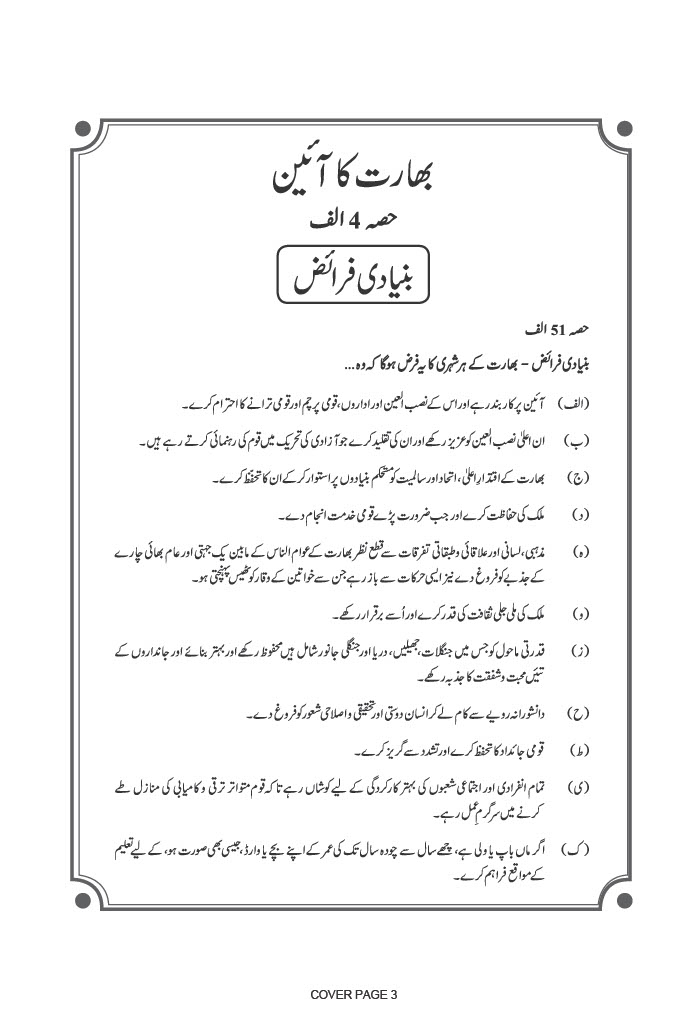 بھارت کا آئین
حصہ 4 الف
بنیادی فرائض
حصہ 51 الف
بنیادی فرائض – بھارت کے ہر شہری کا یہ فرض ہوگا کہ وہ...
(الف) آئین پر کار بند رہے اور اس کے نصب العین اور اداروں، قومی پرچم اور قومی ترانے کا احترام کرے۔
(ب) ان اعلیٰ نصب العین کو عزیز رکھے اور ان کی تقلید کرے جو آزادی کی تحریک میں قوم کی رہنمائی کرتے رہے ہیں۔
(ج) بھارت کے اقتدارِ اعلیٰ، اتحاد اور سالمیت کو مستحکم بنیادوں پر استوار کر کے ان کا تحفظ کرے۔
(د) ملک کی حفاظت کرے اور جب ضرورت پڑے قومی خدمت انجام دے۔
(ہ) مذہبی، لسانی اور علاقائی و طبقاتی تفرقات سے قطع نظر بھارت کے عوام الناس کے مابین یک جہتی اور عام بھائی چارے
کے جذبے کو فروغ دے نیز ایسی حرکات سے باز رہے جن سے خواتین کے وقار کو ٹھیس پہنچتی ہو۔
(و) ملک کی ملی جلی ثقافت کی قدر کرے اور اُسے برقرار رکھے۔
(ز) قدرتی ماحول کو جس میں جنگلات، جھیلیں، دریا اور جنگلی جانور شامل ہیں محفوظ رکھے اور بہتر بنائے اور جانداروں کے
تئیں محبت و شفقت کا جذبہ رکھے۔
(ح) دانشورانہ رویے سے کام لے کر انسان دوستی اور تحقیقی و اصلاحی شعور کو فروغ دے۔
(ط) قومی جائداد کا تحفظ کرے اور تشدد سے گریز کرے۔
(ی) تمام انفرادی اور اجتماعی شعبوں کی بہتر کارکردگی کے لیے کوشاں رہے تاکہ قوم متواتر ترقی و کامیابی کی منازل طے
کرنے میں سرگرمِ عمل رہے۔
(ک) اگر ماں باپ یا ولی ہے، چھے سال سے چودہ سال تک کی عمر کے اپنے بچے یا وارڈ، جیسی بھی صورت ہو، کے لیے تعلیم
کے مواقع فراہم کرے۔
COVER PAGE 3